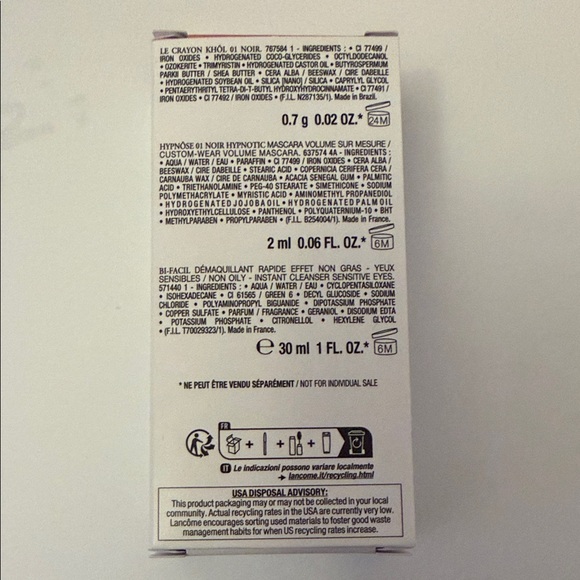 LE CRAYON KHÔL 01 NOIR. 767584 1 - INGREDIENTS : • CI 77499 /
IRON OXIDES • HYDROGENATED COCO-GLYCERIDES • OCTYLDODECANOL
• OZOKERITE • TRIMYRISTIN • HYDROGENATED CASTOR OIL • BUTYROSPERMUM
PARKII BUTTER / SHEA BUTTER • CERA ALBA / BEESWAX / CIRE DABEILLE
• HYDROGENATED SOYBEAN OIL • SILICA [NANO] / SILICA • CAPRYLYL GLYCOL
• PENTAERYTHRITYL TETRA-DI-T-BUTYL HYDROXYHYDROCINNAMATE • CI 77491 /
IRON OXIDES • CI 77492 / IRON OXIDES • (F.I.L. N287135/1). Made in Brazil.
0.7 g 0.02 OZ.* 24M
HYPNÔSE 01 NOIR HYPNOTIC MASCARA VOLUME SUR MESURE /
CUSTOM-WEAR VOLUME MASCARA. 637574 4A - INGREDIENTS :
• AQUA / WATER / EAU • PARAFFIN • CI 77499 / IRON OXIDES • CERA ALBA /
BEESWAX / CIRE DABEILLE • STEARIC ACID • COPERNICIA CERIFERA CERA /
CARNAUBA WAX / CIRE DE CARNAUBA • ACACIA SENEGAL GUM • PALMITIC
ACID • TRIETHANOLAMINE • PEG-40 STEARATE • SIMETHICONE • SODIUM
POLYMETHACRYLATE • MYRISTIC ACID • AMINOMETHYL PROPANEDIOL
• HYDROGENATED JOJOBA OIL • HYDROGENATED PALM OIL
• HYDROXYETHYLCELLULOSE • PANTHENOL • POLYQUATERNIUM-10 • BHT
• METHYLPARABEN • PROPYLPARABEN • (F.I.L. B254004/1). Made in France.
2 ml 0.06 FL. OZ.* 6M
BI-FACIL DÉMAQUILLANT RAPIDE EFFET NON GRAS - YEUX
SENSIBLES / NON OILY - INSTANT CLEANSER SENSITIVE EYES.
571440 1 - INGREDIENTS : • AQUA / WATER / EAU • CYCLOPENTASILOXANE
• ISOHEXADECANE • CI 61565 / GREEN 6 • DECYL GLUCOSIDE • SODIUM
CHLORIDE • POLYAMINOPROPYL BIGUANIDE • DIPOTASSIUM PHOSPHATE
• COPPER SULFATE • PARFUM / FRAGRANCE • GERANIOL • DISODIUM EDTA
• POTASSIUM PHOSPHATE • CITRONELLOL • HEXYLENE GLYCOL
• (F.I.L. T70029323/1). Made in France.
℮ 30 ml 1 FL. OZ.* 6M
* NE PEUT ÊTRE VENDU SÉPARÉMENT / NOT FOR INDIVIDUAL SALE
FR
+ + +
IT Le indicazioni possono variare localmente
→ lancome.it/recycling.html
USA DISPOSAL ADVISORY:
This product packaging may or may not be collected in your local
community. Actual recycling rates in the USA are currently very low.
Lancôme encourages sorting used materials to foster good waste
management habits for when US recycling rates increase.